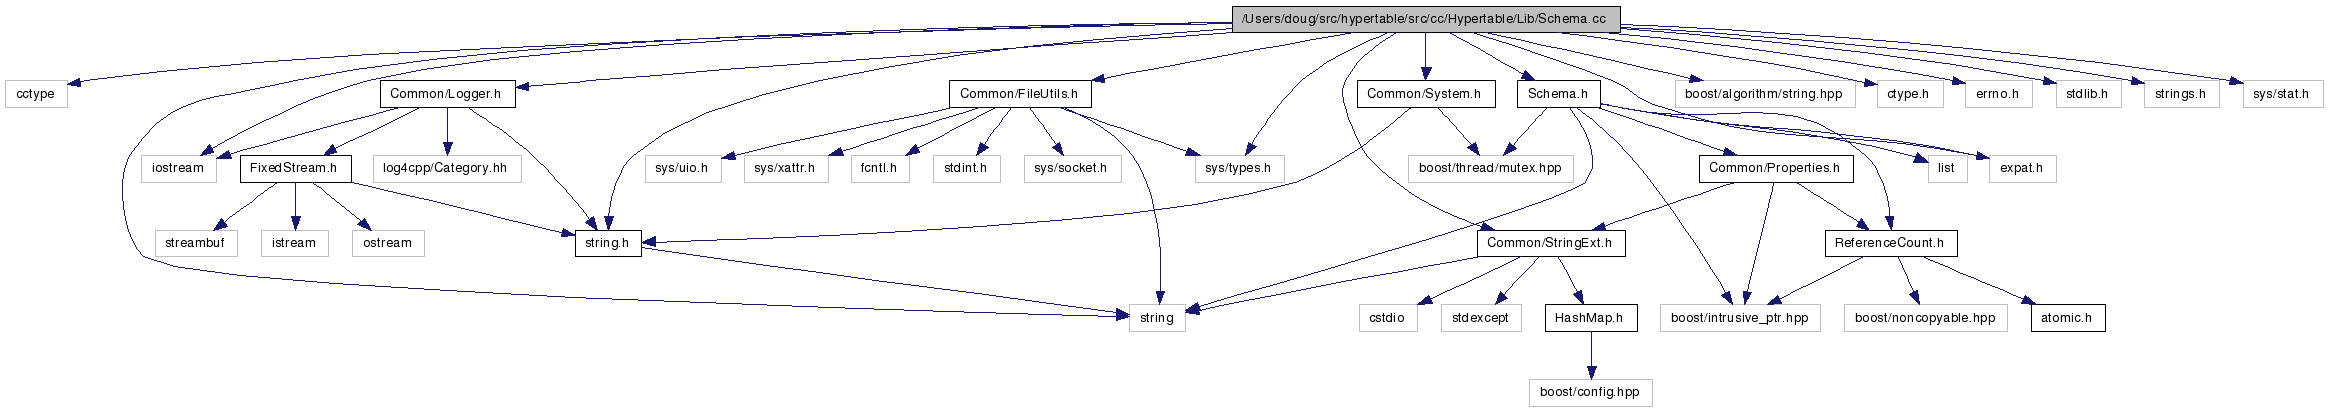 /Users/doug/src/hypertable/src/cc/Hypertable/Lib/Schema.cc
cctype
Common/Logger.h
Common/FileUtils.h
Common/System.h
Schema.h
boost/algorithm/string.hpp
ctype.h
errno.h
stdlib.h
strings.h
sys/stat.h
iostream
FixedStream.h
log4cpp/Category.hh
sys/uio.h
sys/xattr.h
fcntl.h
stdint.h
sys/socket.h
sys/types.h
boost/thread/mutex.hpp
Common/Properties.h
list
expat.h
streambuf
istream
ostream
string.h
Common/StringExt.h
ReferenceCount.h
string
cstdio
stdexcept
HashMap.h
boost/intrusive_ptr.hpp
boost/noncopyable.hpp
atomic.h
boost/config.hpp